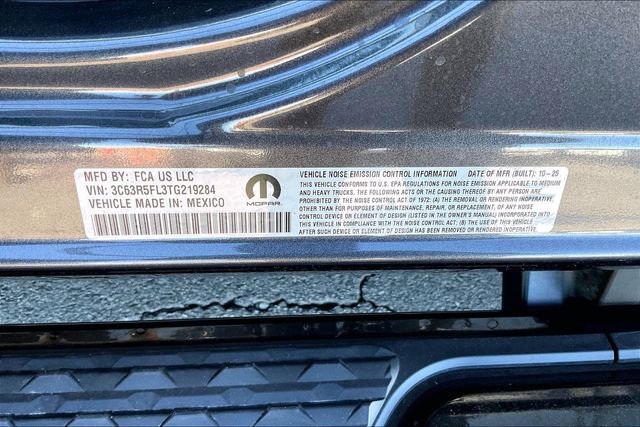 MFD BY: FCA US LLC
VIN: 3C63R5FL3TG219284
VEHICLE MADE IN: MEXICO
MOPAR
VEHICLE NOISE EMISSION CONTROL INFORMATION DATE OF MFR (BUILT): 10-25
THIS VEHICLE CONFORMS TO U.S. EPA REGULATIONS FOR NOISE EMISSION APPLICABLE TO MEDIUM
AND HEAVY TRUCKS. THE FOLLOWING ACTS OR THE CAUSING THEREOF BY ANY PERSON ARE
PROHIBITED BY THE NOISE CONTROL ACT OF 1972: (A) THE REMOVAL OR RENDERING INOPERATIVE,
OTHER THAN FOR PURPOSES OF MAINTENANCE, REPAIR, OR REPLACEMENT, OF ANY NOISE
CONTROL DEVICE OR ELEMENT OF DESIGN (LISTED IN THE OWNER'S MANUAL) INCORPORATED INTO
ANY NEW VEHICLE IN COMPLIANCE WITH THE NOISE CONTROL ACT; (B) THE USE OF THIS VEHICLE
AFTER SUCH DEVICE OR ELEMENT OF DESIGN HAS BEEN REMOVED OR RENDERED INOPERATIVE.